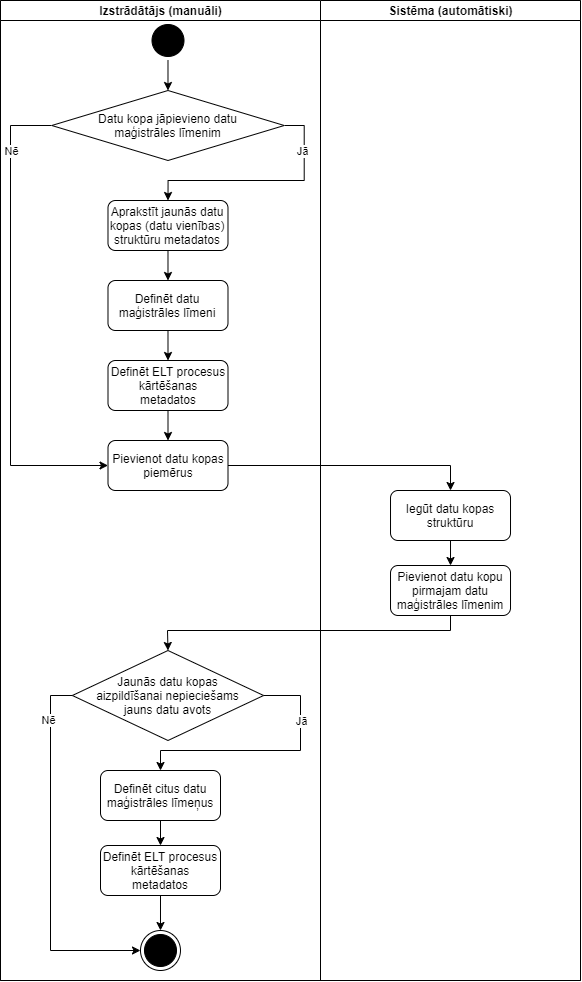 Izstrādātājs (manuāli)
Sistēma (automātiski)
Datu kopa jāpievieno datu
maģistrāles līmenim
Nē
Jā
Aprakstīt jaunās datu
kopas (datu vienības)
struktūru metadatos
Definēt datu
maģistrāles līmeni
Definēt ELT procesus
kārtēšanas
metadatos
Pievienot datu kopas
piemērus
Iegūt datu kopas
struktūru
Pievienot datu kopu
pirmajam datu
maģistrāles līmenim
Jaunās datu kopas
aizpildīšanai nepieciešams
jauns datu avots
Nē
Jā
Definēt citus datu
maģistrāles līmeņus
Definēt ELT procesus
kārtēšanas
metadatos